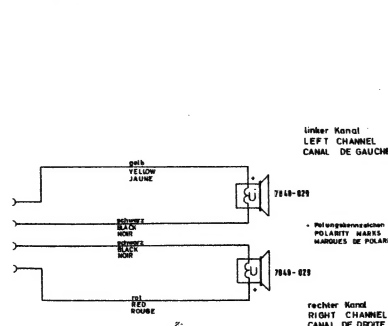 linker Kanal
LEFT CHANNEL
CANAL DE GAUCHE
gelb
YELLOW
JAUNE
7840-029
schwarz
BLACK
NOIR
+ Polungskennzeichen
POLARITY MARKS
MARQUES DE POLAR
schwarz
BLACK
NOIR
7840-029
rot
RED
ROUGE
rechter Kanal
RIGHT CHANNEL
CANAL DE DROITE